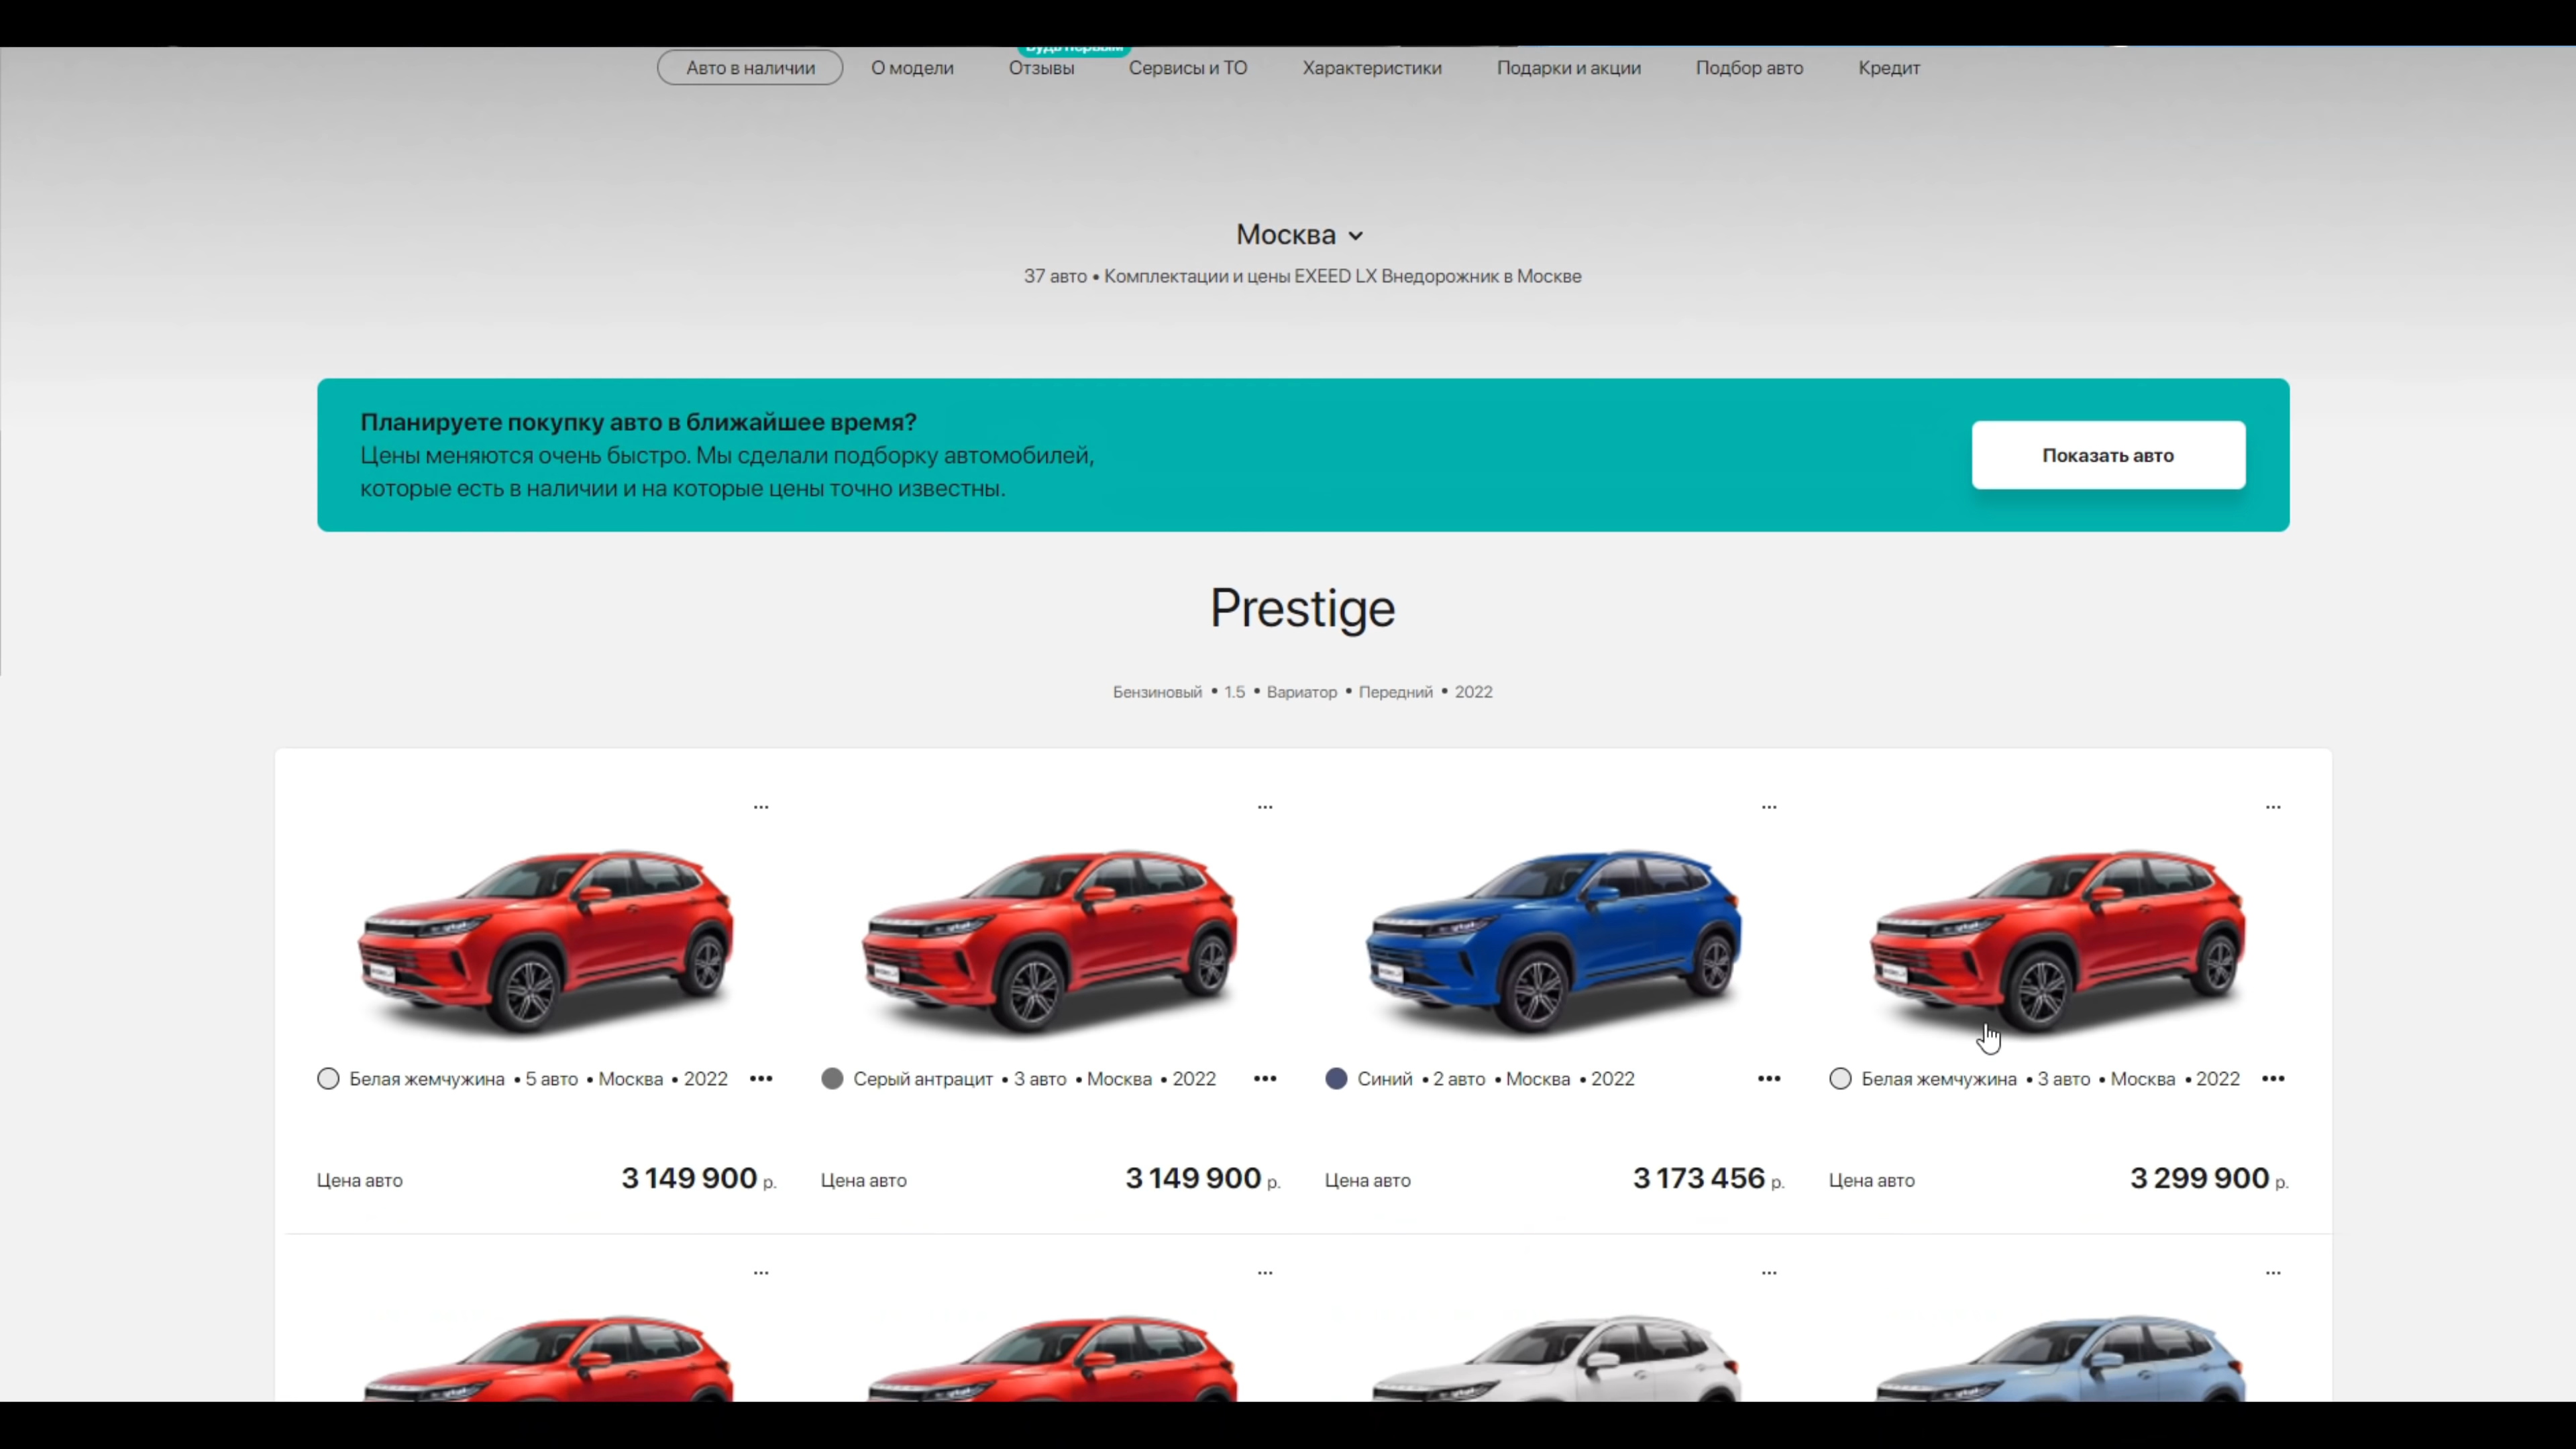 Будь первым
Авто в наличии О модели Отзывы Сервисы и ТО Характеристики Подарки и акции Подбор авто Кредит
Москва
37 авто • Комплектации и цены EXEED LX Внедорожник в Москве
Планируете покупку авто в ближайшее время?
Цены меняются очень быстро. Мы сделали подборку автомобилей,
которые есть в наличии и на которые цены точно известны.
Показать авто
Prestige
Бензиновый • 1.5 • Вариатор • Передний • 2022
Белая жемчужина • 5 авто • Москва • 2022
Серый антрацит • 3 авто • Москва • 2022
Синий • 2 авто • Москва • 2022
Белая жемчужина • 3 авто • Москва • 2022
Цена авто 3 149 900 р.
Цена авто 3 149 900 р.
Цена авто 3 173 456 р.
Цена авто 3 299 900 р.